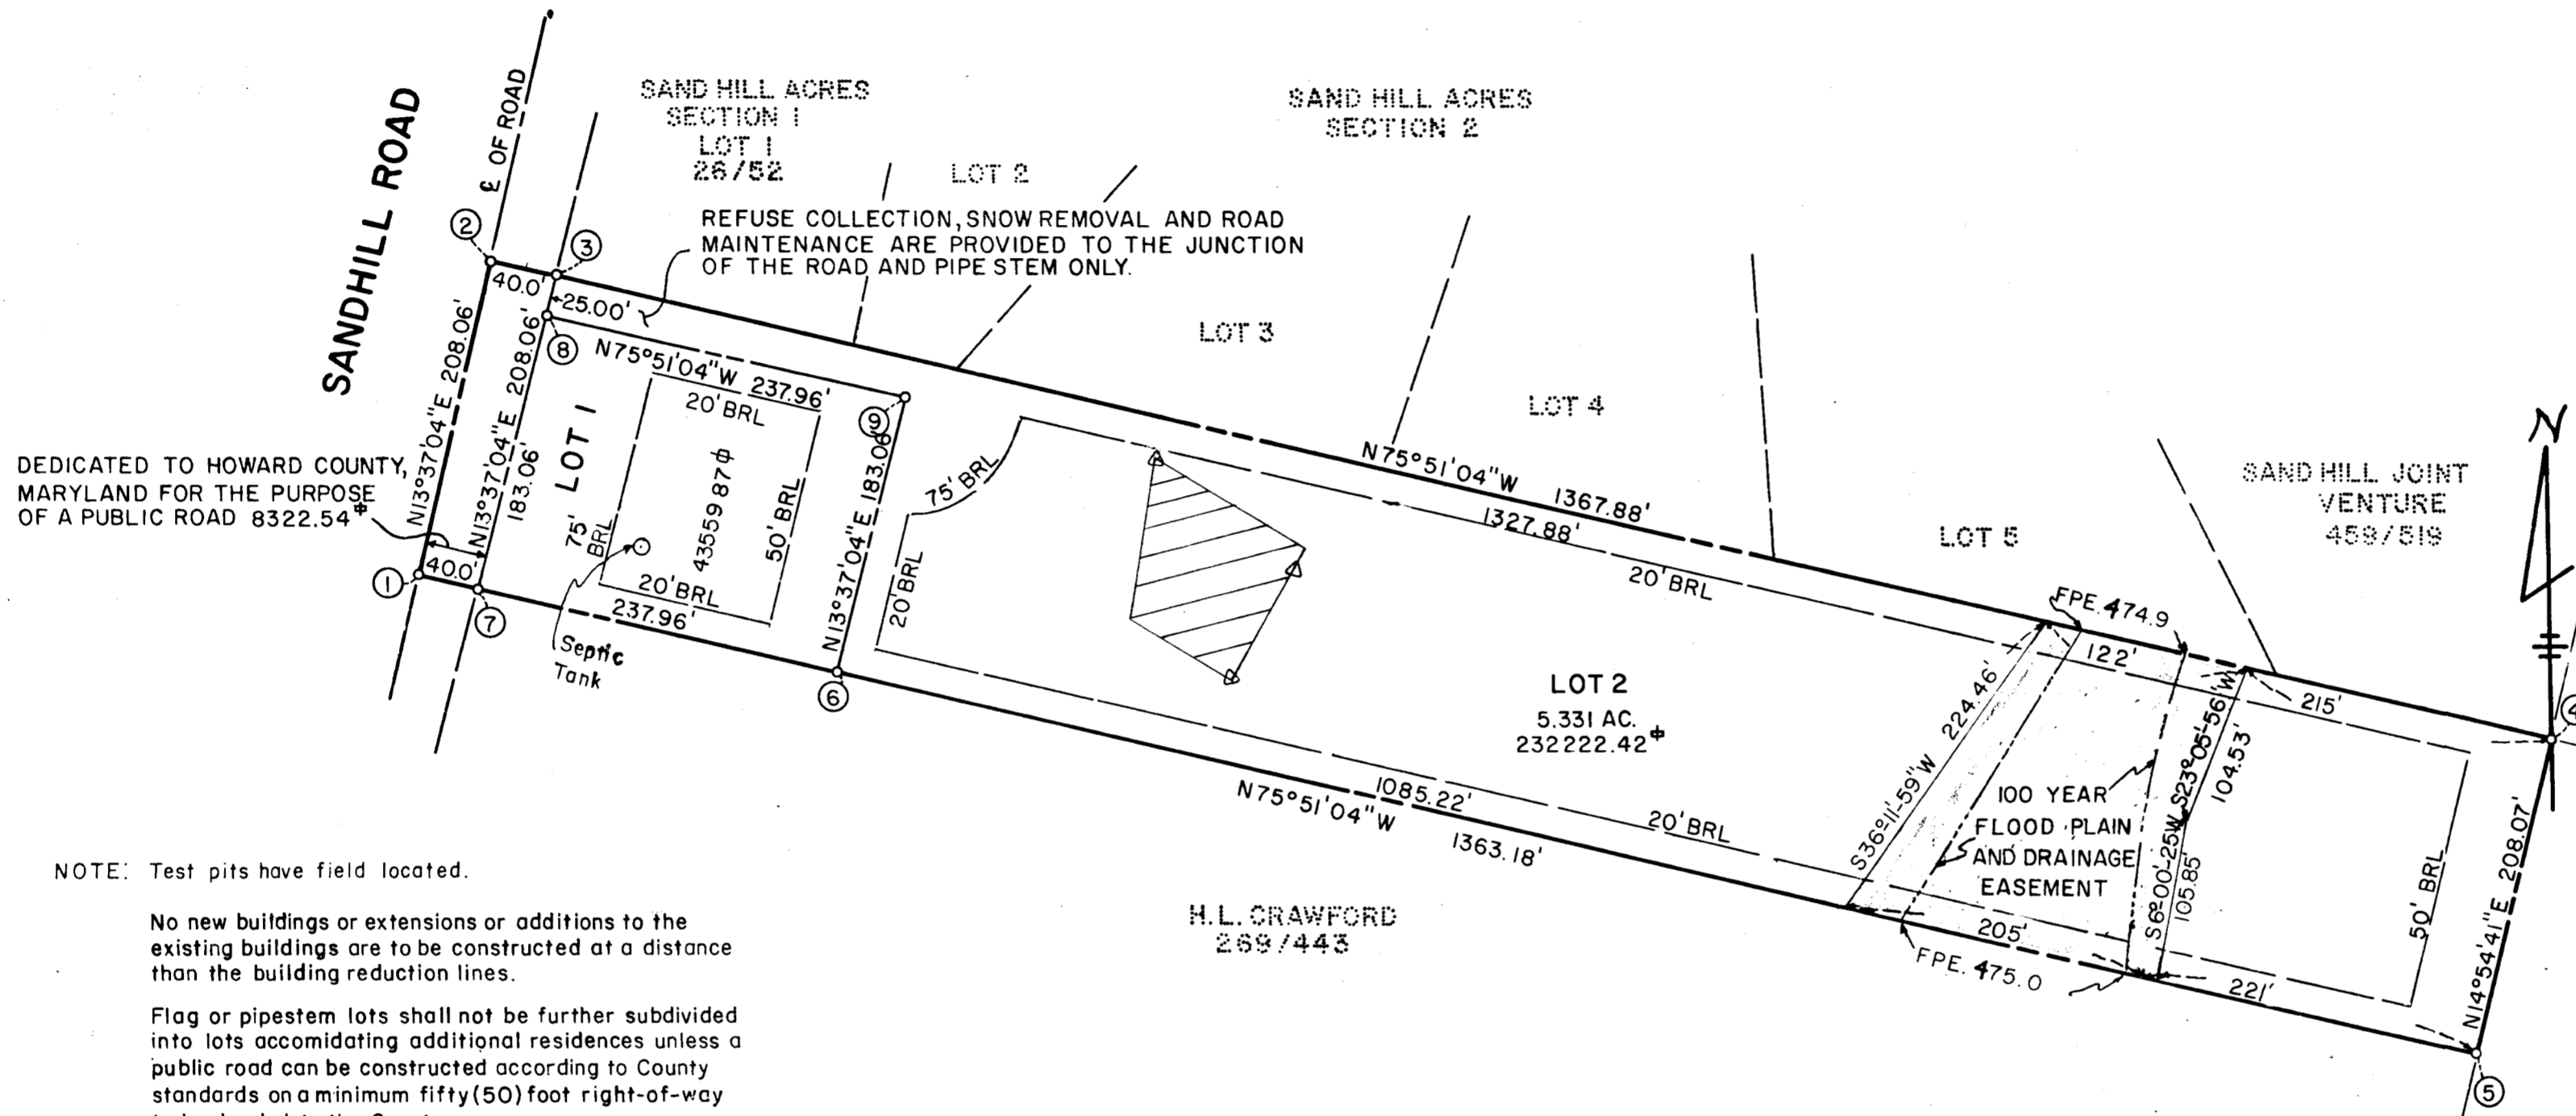 SANDHILL ROAD
℄ OF ROAD
SAND HILL ACRES
SECTION 1
LOT 1
26/52
LOT 2
SAND HILL ACRES
SECTION 2
REFUSE COLLECTION, SNOW REMOVAL AND ROAD
MAINTENANCE ARE PROVIDED TO THE JUNCTION
OF THE ROAD AND PIPE STEM ONLY.
2
3
40.0'
25.00'
LOT 3
LOT 4
LOT 5
SAND HILL JOINT
VENTURE
459/519
N
N13°37'04"E 208.06'
N13°37'04"E 208.06'
183.06'
8
N75°51'04"W 237.96'
20' BRL
9
LOT 1
75'
BRL
43559 87⌽
50' BRL
N13°37'04"E 183.06'
20' BRL
75' BRL
DEDICATED TO HOWARD COUNTY,
MARYLAND FOR THE PURPOSE
OF A PUBLIC ROAD 8322.54⌽
1
40.0'
7
20' BRL
237.96'
Septic
Tank
6
N75°51'04"W 1367.88'
1327.88'
20' BRL
LOT 2
5.331 AC.
232222.42⌽
FPE. 474.9
122'
215'
4
S36°-11'-59"W 224.46'
S23°-05'-56"W
104.53'
S6°-00'-25W
105.85'
100 YEAR
FLOOD PLAIN
AND DRAINAGE
EASEMENT
1085.22'
N75°51'04"W 1363.18'
20' BRL
205'
FPE. 475.0
221'
50' BRL
N14°54'41"E 208.07'
5
H.L. CRAWFORD
269/443
NOTE: Test pits have field located.
No new buildings or extensions or additions to the
existing buildings are to be constructed at a distance
than the building reduction lines.
Flag or pipestem lots shall not be further subdivided
into lots accomidating additional residences unless a
public road can be constructed according to County
standards on a minimum fifty (50) foot right-of-way